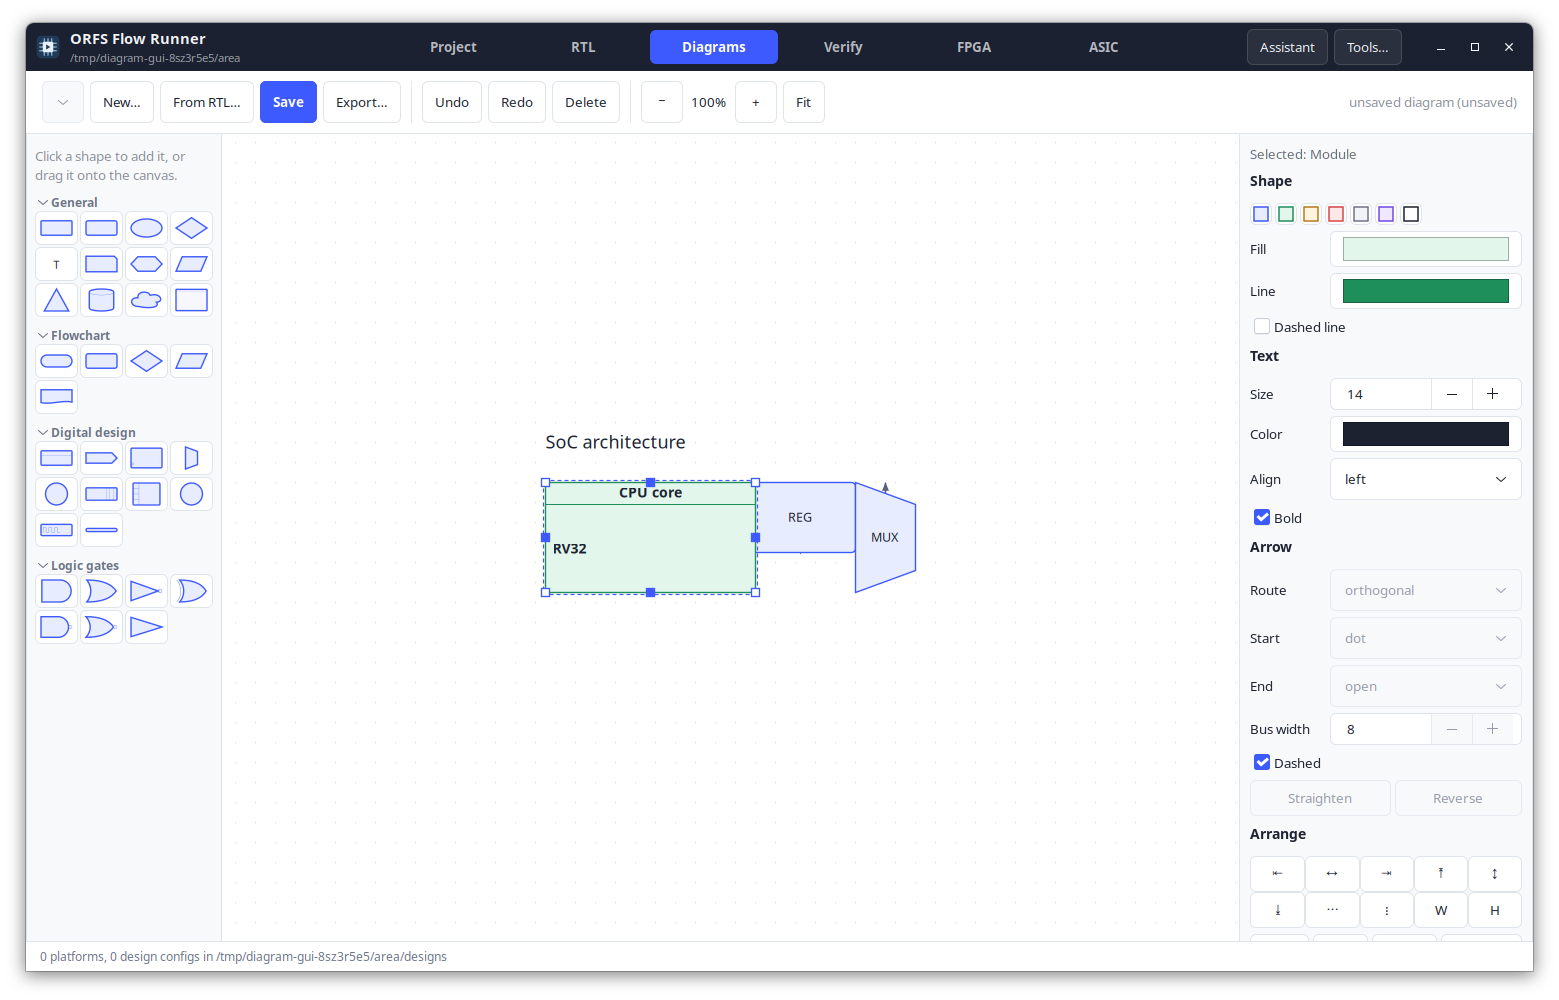 ORFS Flow Runner
/tmp/diagram-gui-8sz3r5e5/area
Project
RTL
Diagrams
Verify
FPGA
ASIC
Assistant
Tools...
New...
From RTL...
Save
Export...
Undo
Redo
Delete
−
100%
+
Fit
unsaved diagram (unsaved)
Click a shape to add it, or
drag it onto the canvas.
General
T
Flowchart
Digital design
Logic gates
SoC architecture
CPU core
RV32
REG
MUX
Selected: Module
Shape
Fill
Line
Dashed line
Text
Size
14
Color
Align
left
Bold
Arrow
Route
orthogonal
Start
dot
End
open
Bus width
8
Dashed
Straighten
Reverse
Arrange
W
H
0 platforms, 0 design configs in /tmp/diagram-gui-8sz3r5e5/area/designs